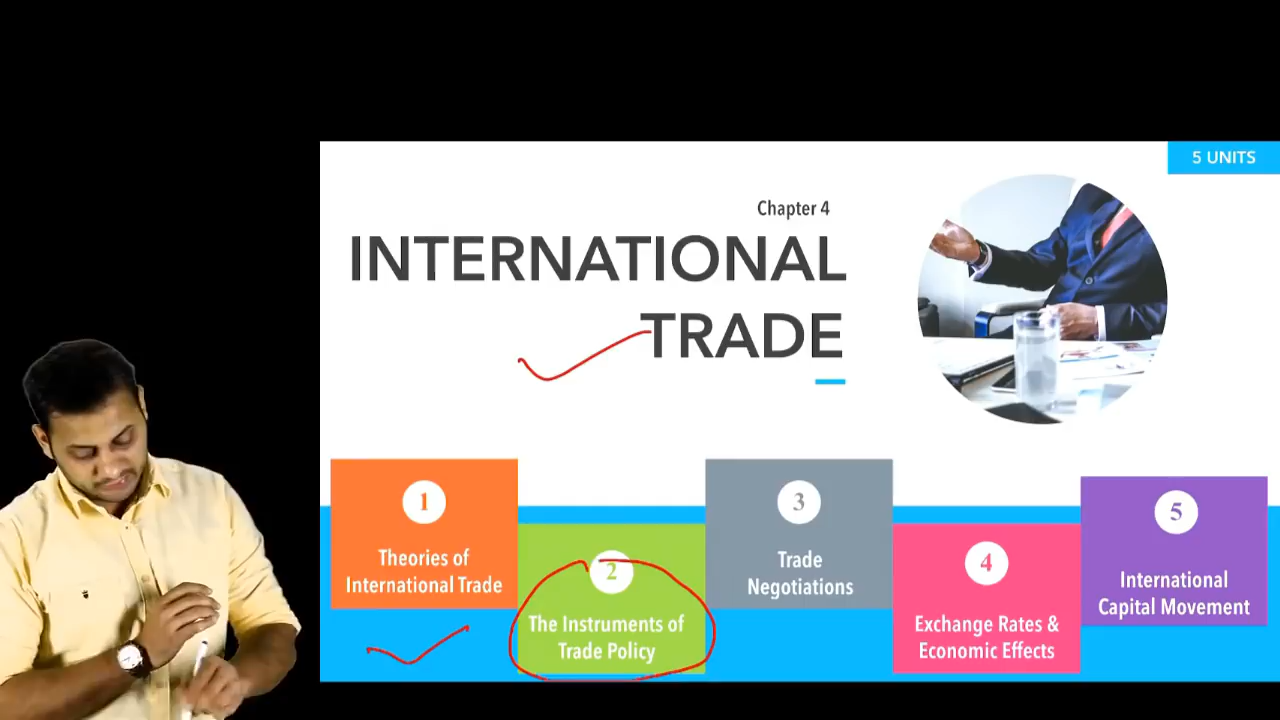 5 UNITS
Chapter 4
INTERNATIONAL
TRADE
1
Theories of
International Trade
2
The Instruments of
Trade Policy
3
Trade
Negotiations
4
Exchange Rates &
Economic Effects
5
International
Capital Movement